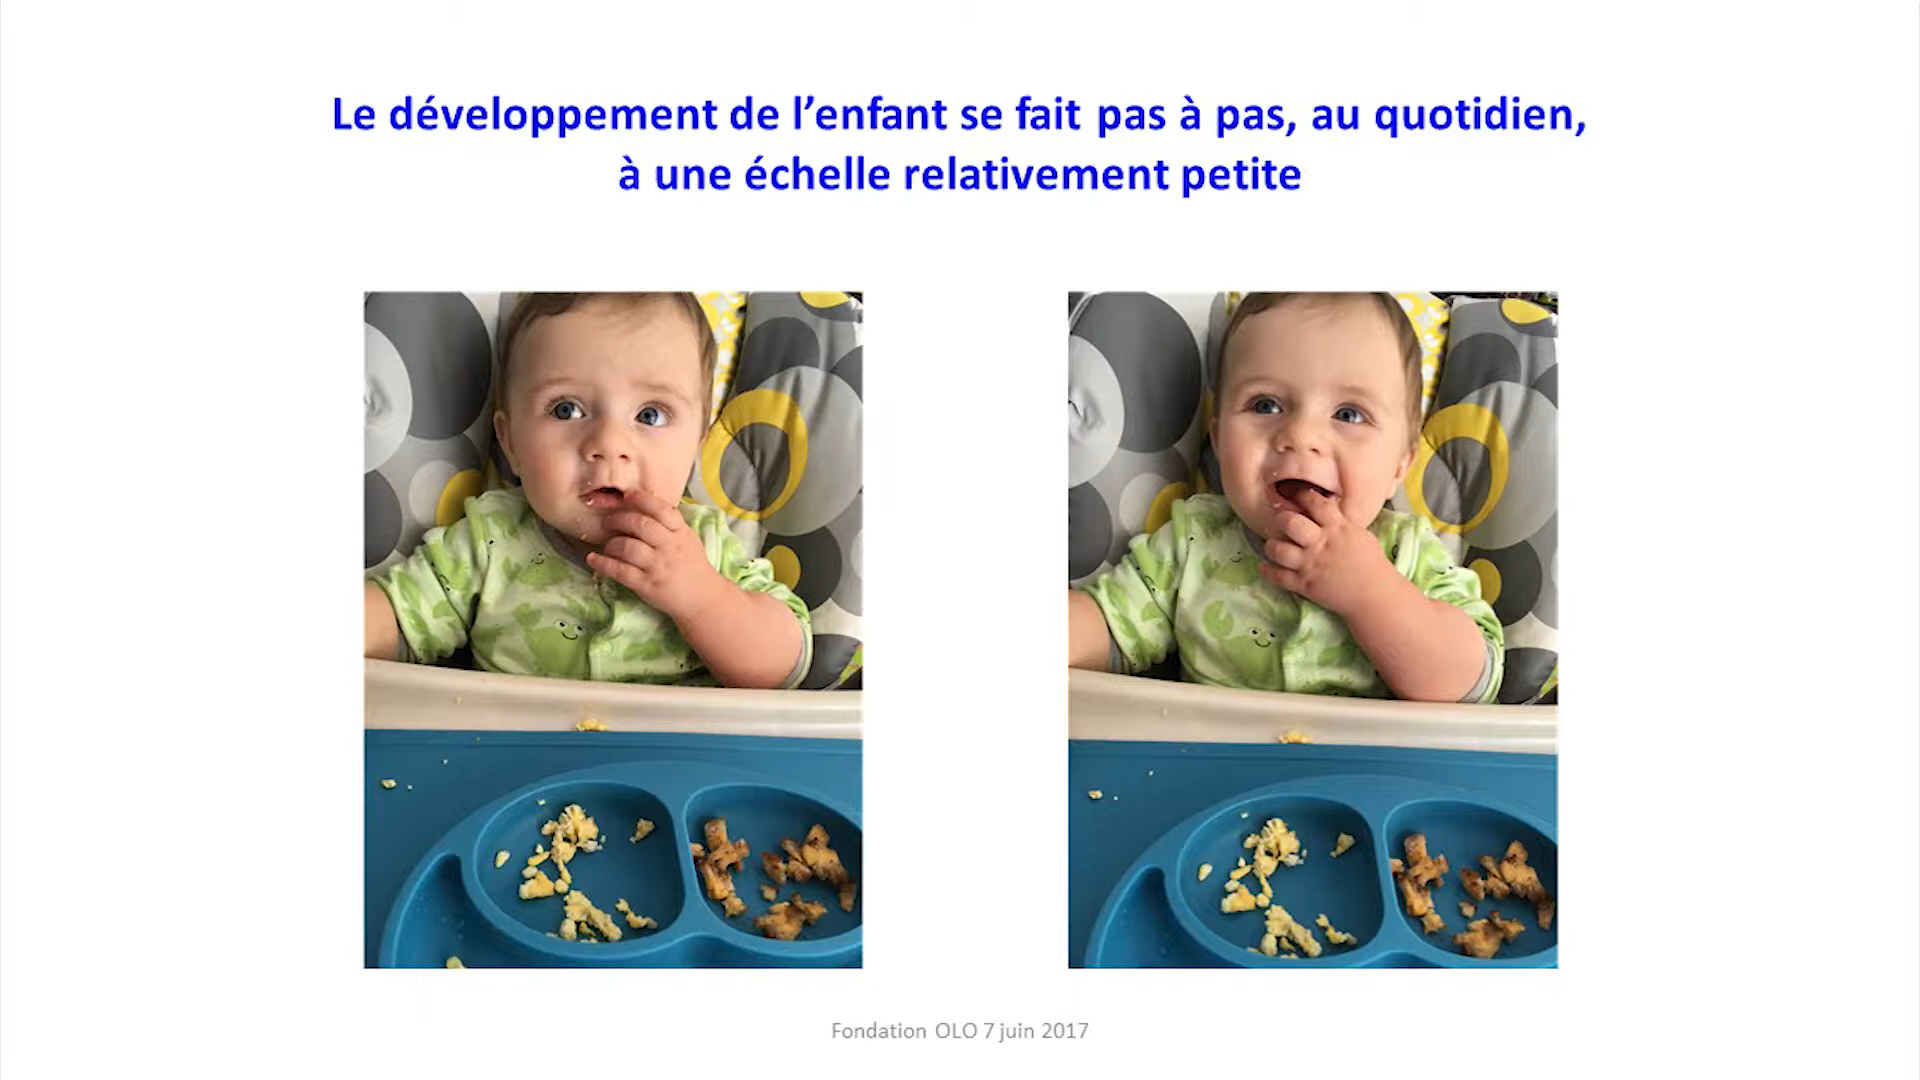 Le développement de l’enfant se fait pas à pas, au quotidien,
à une échelle relativement petite
Fondation OLO 7 juin 2017